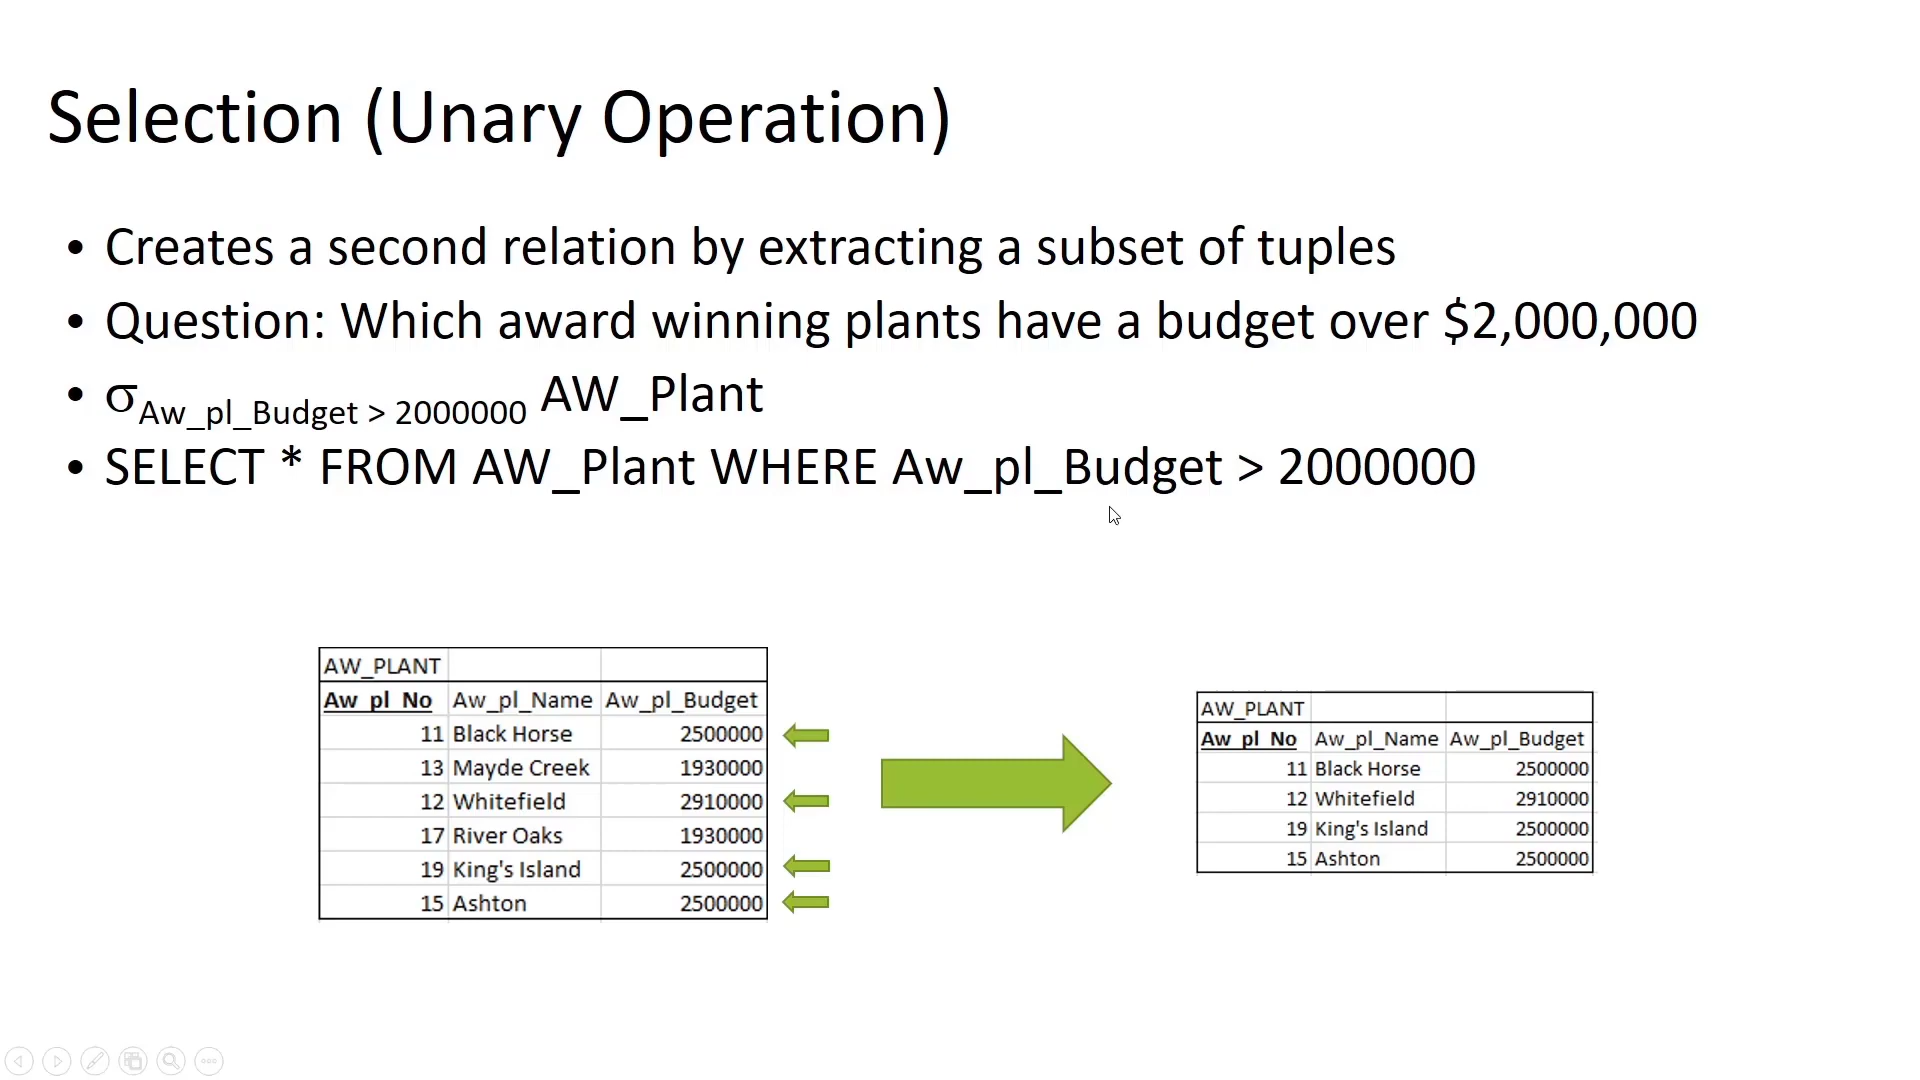 Selection (Unary Operation)
• Creates a second relation by extracting a subset of tuples
• Question: Which award winning plants have a budget over $2,000,000
• σAw_pl_Budget > 2000000 AW_Plant
• SELECT * FROM AW_Plant WHERE Aw_pl_Budget > 2000000
AW_PLANT
Aw_pl_No Aw_pl_Name Aw_pl_Budget
11 Black Horse 2500000
13 Mayde Creek 1930000
12 Whitefield 2910000
17 River Oaks 1930000
19 King's Island 2500000
15 Ashton 2500000
AW_PLANT
Aw_pl_No Aw_pl_Name Aw_pl_Budget
11 Black Horse 2500000
12 Whitefield 2910000
19 King's Island 2500000
15 Ashton 2500000